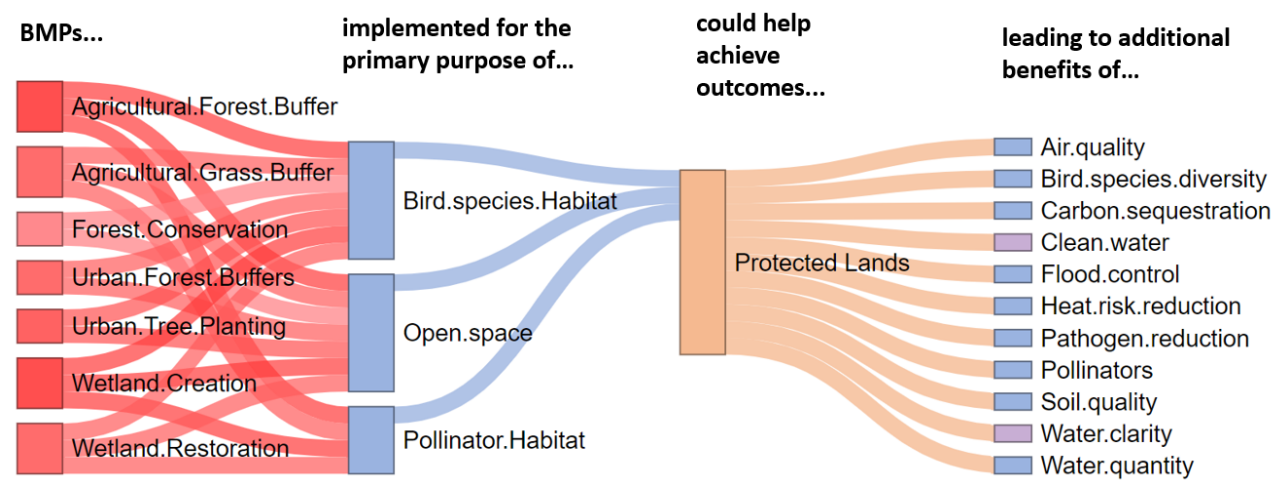 BMPs...
implemented for the
primary purpose of...
could help
achieve
outcomes...
leading to additional
benefits of...
Agricultural.Forest.Buffer
Agricultural.Grass.Buffer
Forest.Conservation
Urban.Forest.Buffers
Urban.Tree.Planting
Wetland.Creation
Wetland.Restoration
Bird.species.Habitat
Open.space
Pollinator.Habitat
Protected Lands
Air.quality
Bird.species.diversity
Carbon.sequestration
Clean.water
Flood.control
Heat.risk.reduction
Pathogen.reduction
Pollinators
Soil.quality
Water.clarity
Water.quantity